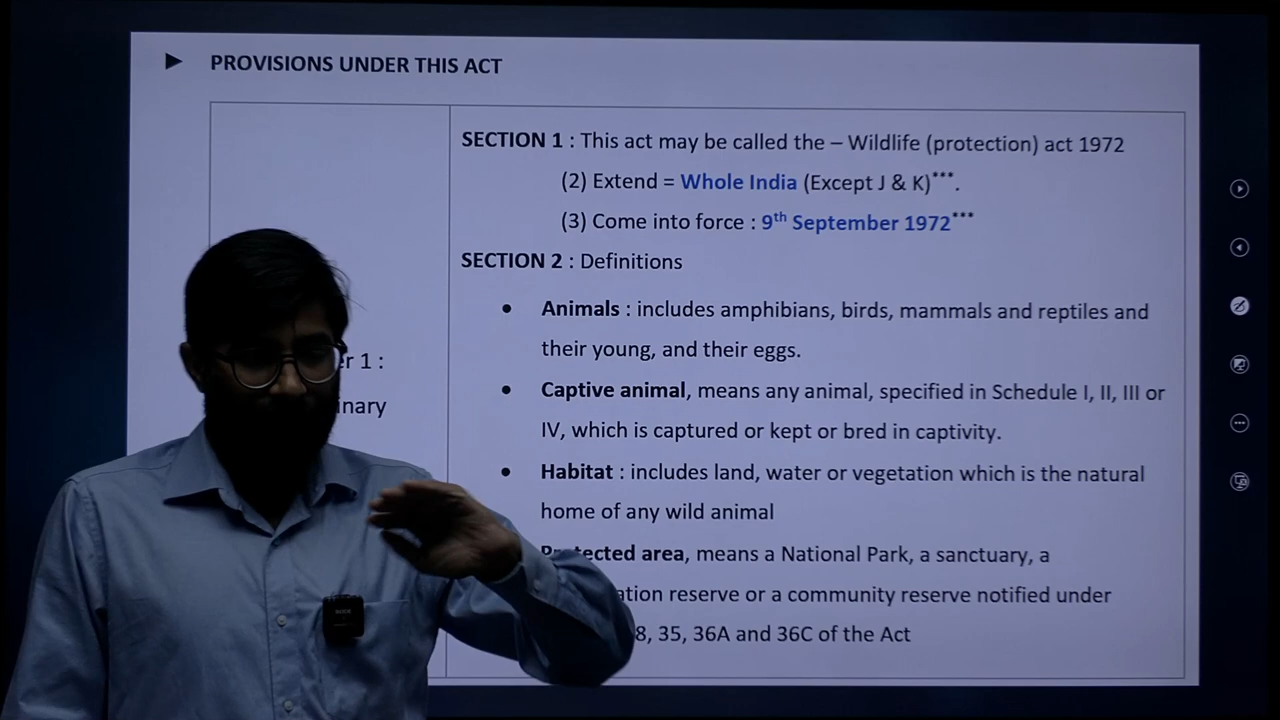 ► PROVISIONS UNDER THIS ACT
SECTION 1 : This act may be called the – Wildlife (protection) act 1972
(2) Extend = Whole India (Except J & K)***.
(3) Come into force : 9th September 1972***
SECTION 2 : Definitions
• Animals : includes amphibians, birds, mammals and reptiles and
their young, and their eggs.
r 1 :
inary
• Captive animal, means any animal, specified in Schedule I, II, III or
IV, which is captured or kept or bred in captivity.
• Habitat : includes land, water or vegetation which is the natural
home of any wild animal
Protected area, means a National Park, a sanctuary, a
ation reserve or a community reserve notified under
8, 35, 36A and 36C of the Act